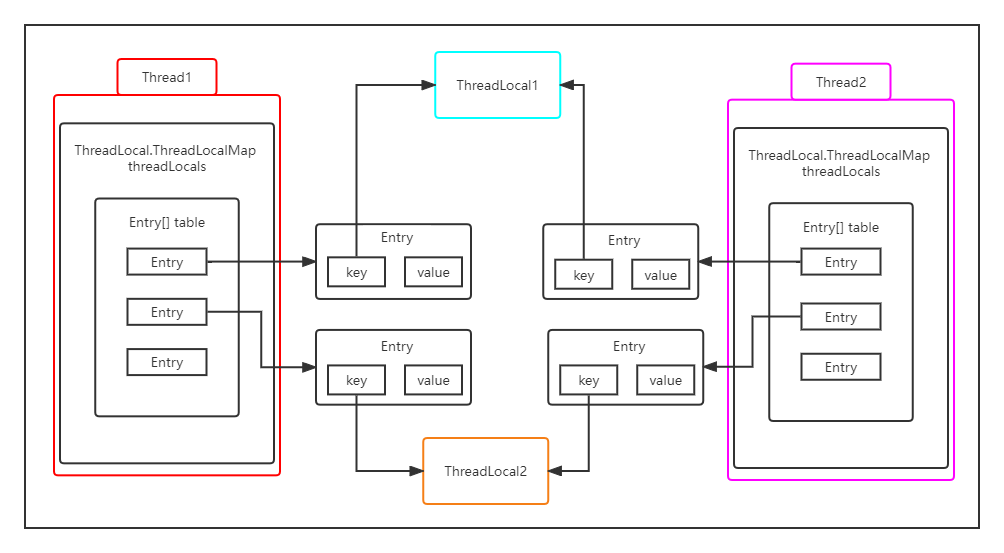 Thread1
ThreadLocal.ThreadLocalMap
threadLocals
Entry[] table
Entry
Entry
Entry
ThreadLocal1
Entry
key
value
Entry
key
value
Entry
key
value
Entry
key
value
ThreadLocal2
Thread2
ThreadLocal.ThreadLocalMap
threadLocals
Entry[] table
Entry
Entry
Entry